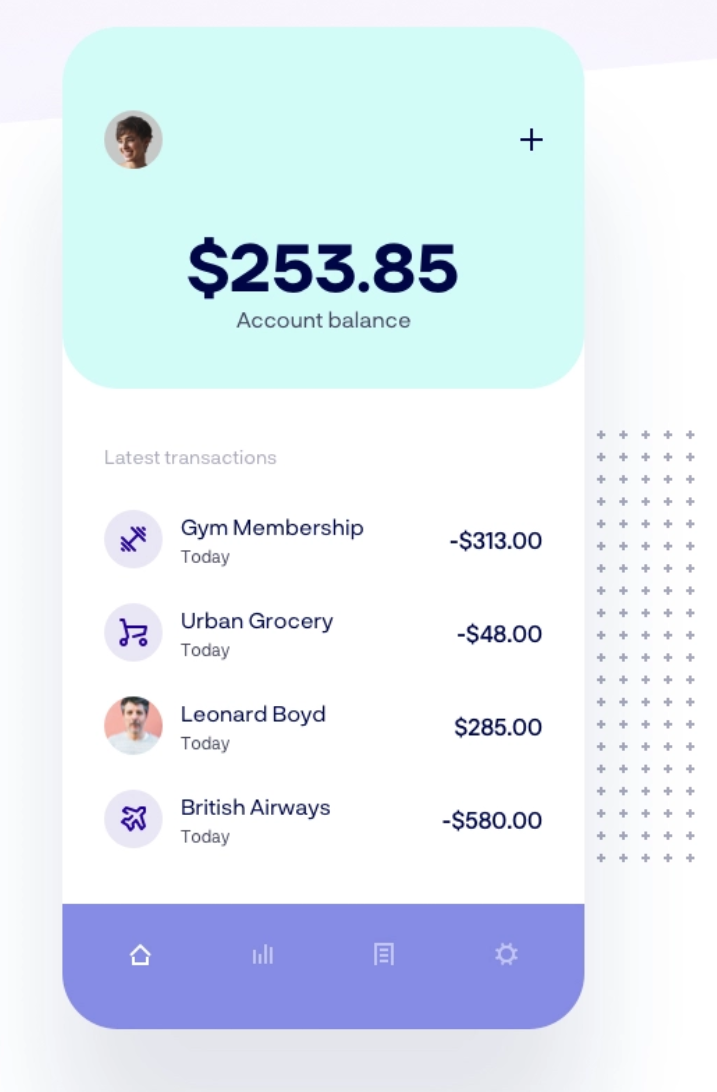 $253.85
Account balance
Latest transactions
Gym Membership
Today
-$313.00
Urban Grocery
Today
-$48.00
Leonard Boyd
Today
$285.00
British Airways
Today
-$580.00